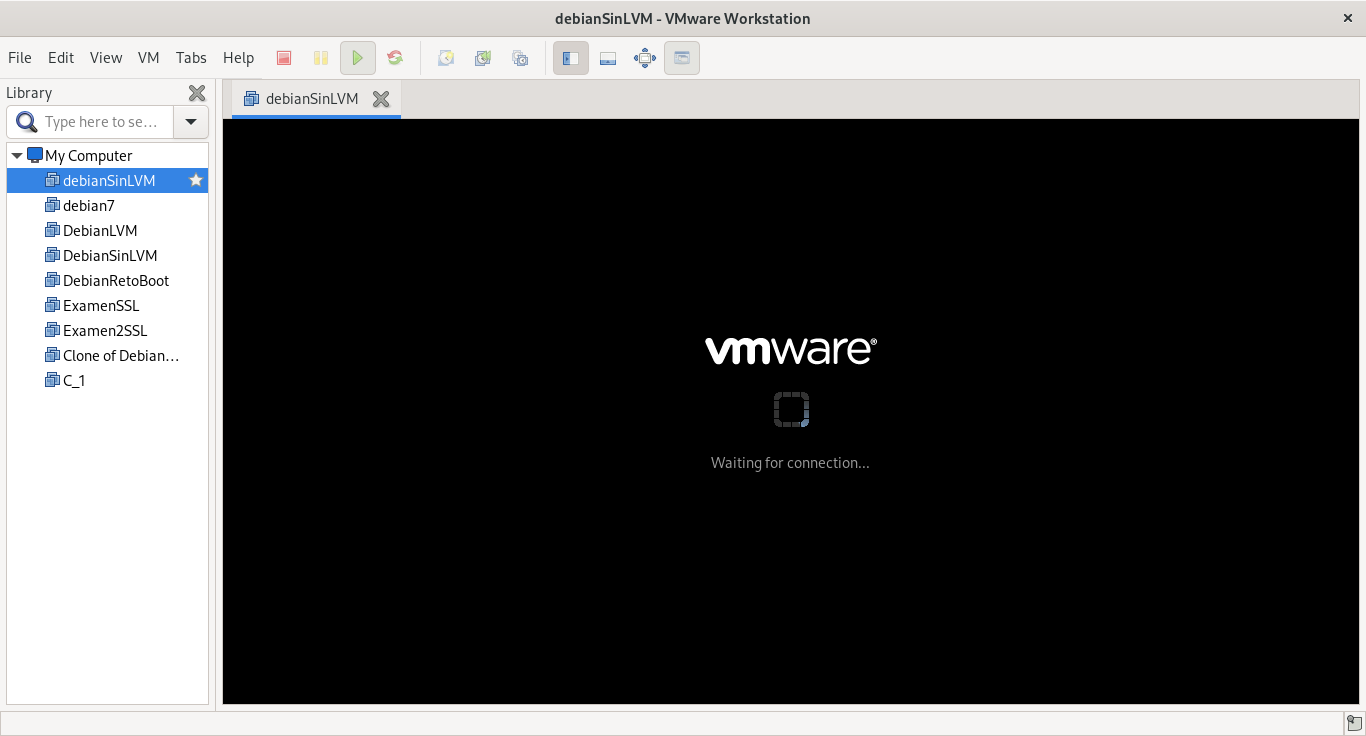 debianSinLVM - VMware Workstation
File Edit View VM Tabs Help
Library
Type here to se...
My Computer
debianSinLVM
debian7
DebianLVM
DebianSinLVM
DebianRetoBoot
ExamenSSL
Examen2SSL
Clone of Debian...
C_1
debianSinLVM
vmware®
Waiting for connection...